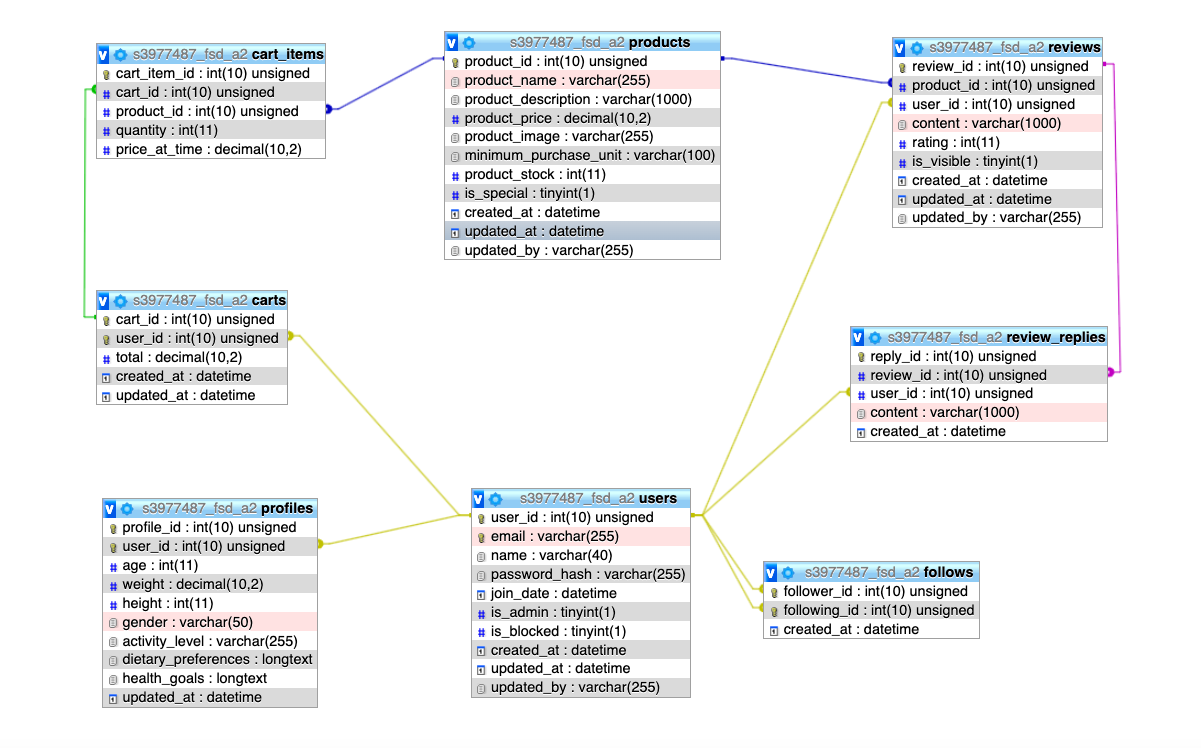 s3977487_fsd_a2 cart_items
cart_item_id : int(10) unsigned
cart_id : int(10) unsigned
product_id : int(10) unsigned
quantity : int(11)
price_at_time : decimal(10,2)
s3977487_fsd_a2 products
product_id : int(10) unsigned
product_name : varchar(255)
product_description : varchar(1000)
product_price : decimal(10,2)
product_image : varchar(255)
minimum_purchase_unit : varchar(100)
product_stock : int(11)
is_special : tinyint(1)
created_at : datetime
updated_at : datetime
updated_by : varchar(255)
s3977487_fsd_a2 reviews
review_id : int(10) unsigned
product_id : int(10) unsigned
user_id : int(10) unsigned
content : varchar(1000)
rating : int(11)
is_visible : tinyint(1)
created_at : datetime
updated_at : datetime
updated_by : varchar(255)
s3977487_fsd_a2 carts
cart_id : int(10) unsigned
user_id : int(10) unsigned
total : decimal(10,2)
created_at : datetime
updated_at : datetime
s3977487_fsd_a2 review_replies
reply_id : int(10) unsigned
review_id : int(10) unsigned
user_id : int(10) unsigned
content : varchar(1000)
created_at : datetime
s3977487_fsd_a2 profiles
profile_id : int(10) unsigned
user_id : int(10) unsigned
age : int(11)
weight : decimal(10,2)
height : int(11)
gender : varchar(50)
activity_level : varchar(255)
dietary_preferences : longtext
health_goals : longtext
updated_at : datetime
s3977487_fsd_a2 users
user_id : int(10) unsigned
email : varchar(255)
name : varchar(40)
password_hash : varchar(255)
join_date : datetime
is_admin : tinyint(1)
is_blocked : tinyint(1)
created_at : datetime
updated_at : datetime
updated_by : varchar(255)
s3977487_fsd_a2 follows
follower_id : int(10) unsigned
following_id : int(10) unsigned
created_at : datetime